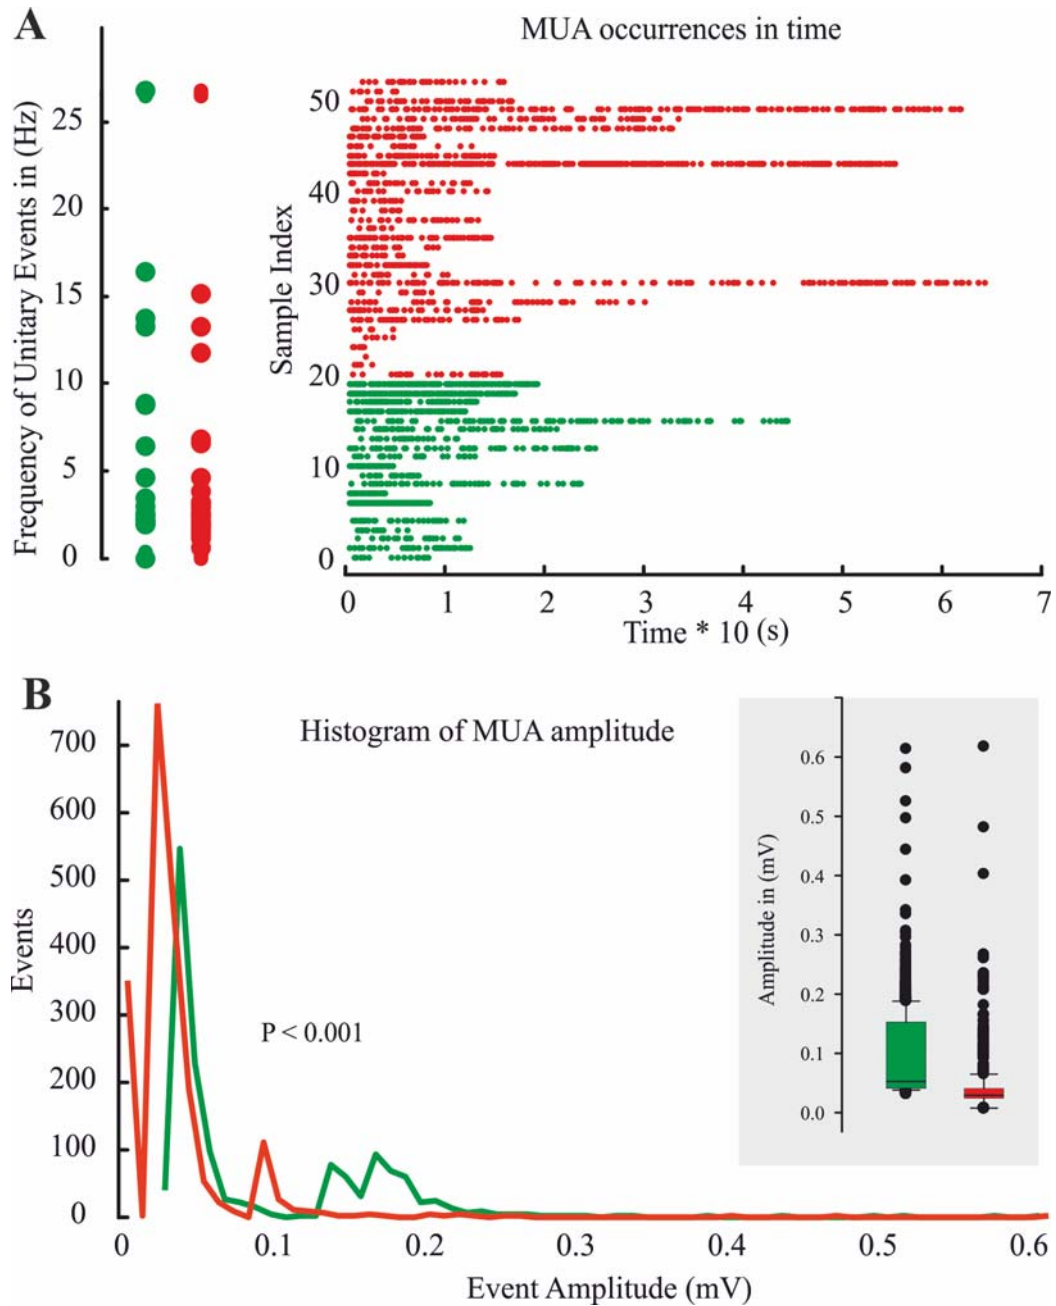 A
MUA occurrences in time
Frequency of Unitary Events in (Hz)
25
20
15
10
5
0
Sample Index
50
40
30
20
10
0
0 1 2 3 4 5 6 7
Time * 10 (s)
B
Histogram of MUA amplitude
Events
700
600
500
400
300
200
100
0
P < 0.001
0 0.1 0.2 0.3 0.4 0.5 0.6
Event Amplitude (mV)
Amplitude in (mV)
0.6
0.5
0.4
0.3
0.2
0.1
0.0